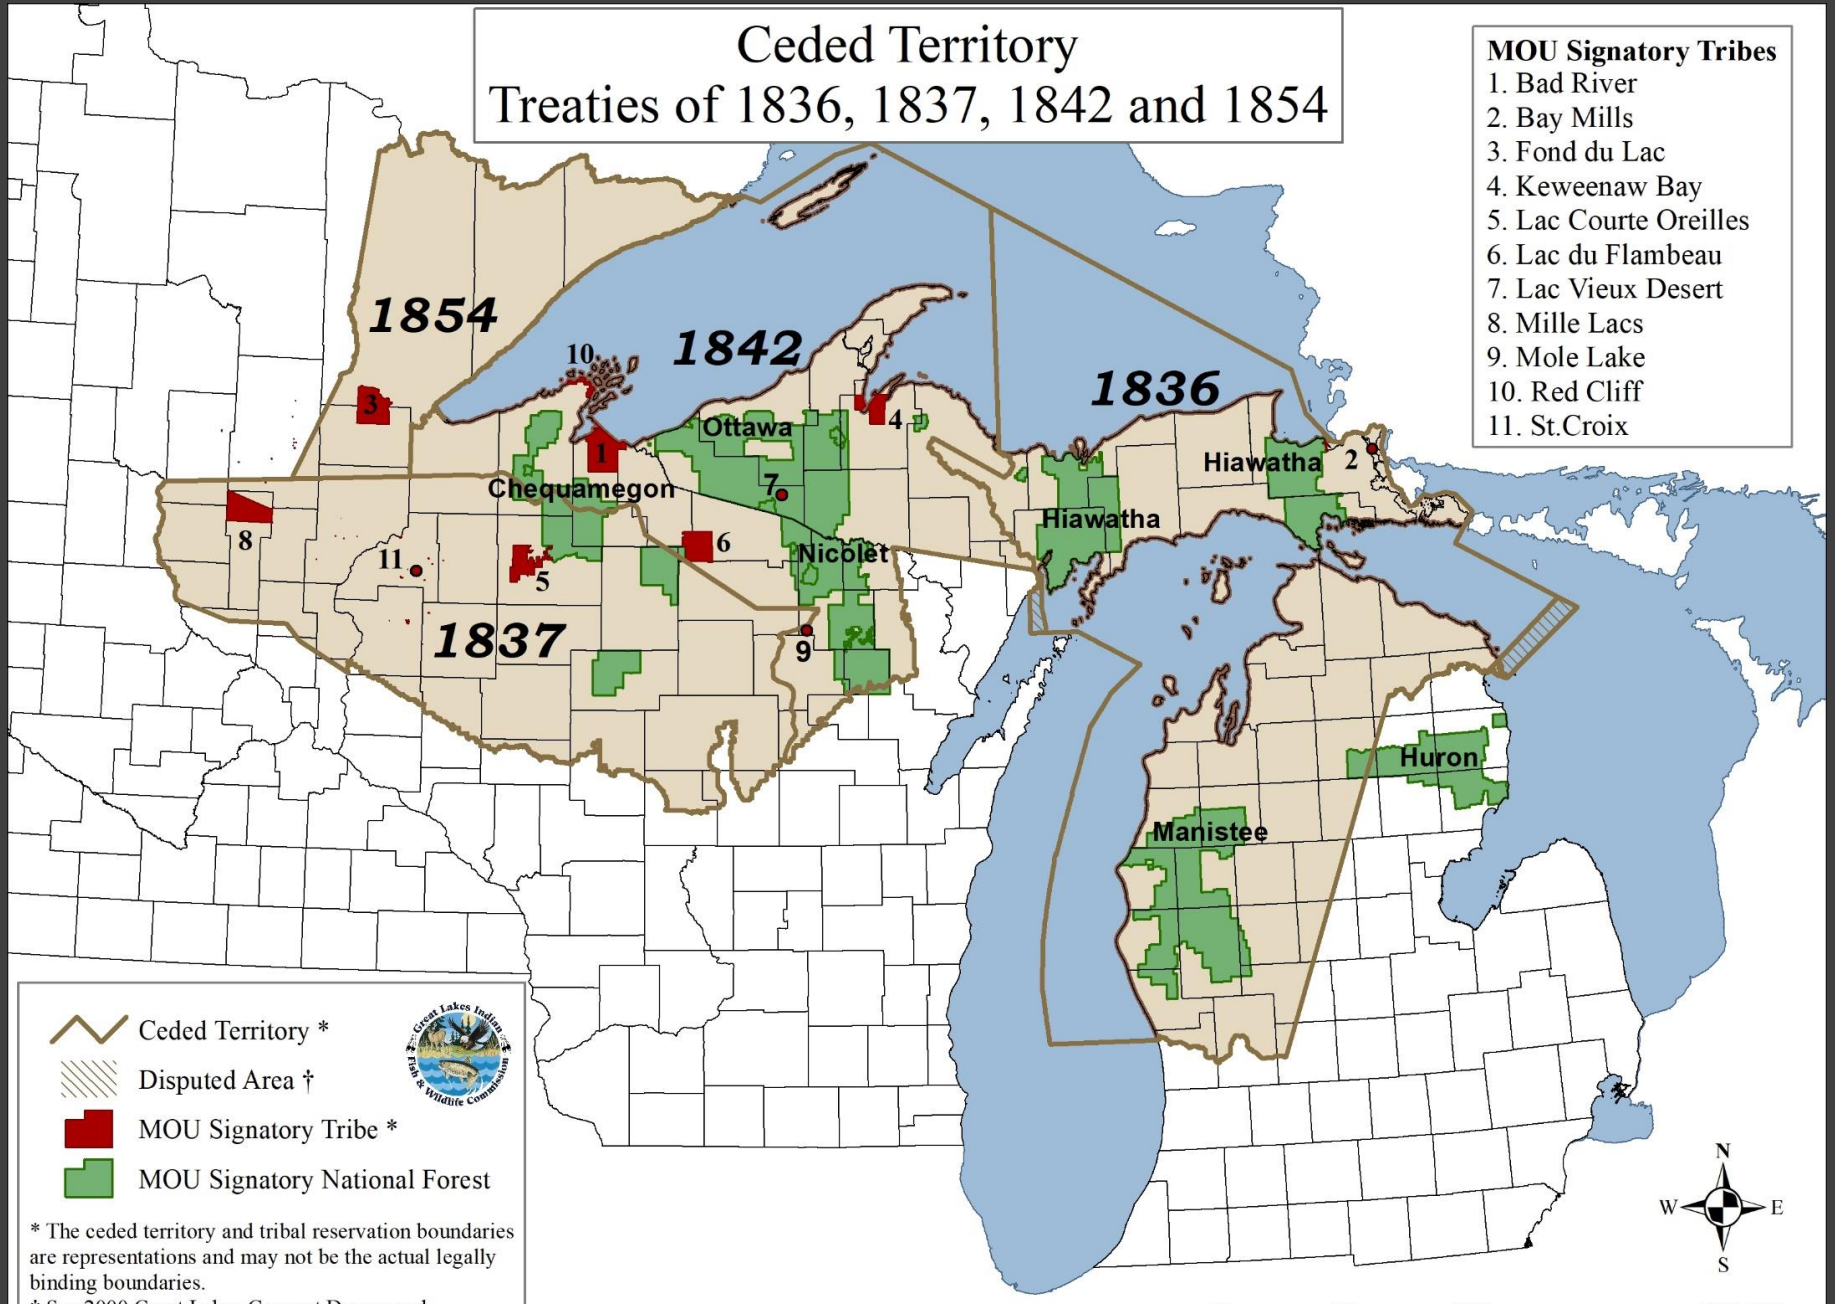 Ceded Territory
Treaties of 1836, 1837, 1842 and 1854
MOU Signatory Tribes
1. Bad River
2. Bay Mills
3. Fond du Lac
4. Keweenaw Bay
5. Lac Courte Oreilles
6. Lac du Flambeau
7. Lac Vieux Desert
8. Mille Lacs
9. Mole Lake
10. Red Cliff
11. St.Croix
1854
10
1842
1836
3
4
Ottawa
1
Hiawatha
2
Chequamegon
7
Hiawatha
8
6
Nicolet
11
5
1837
9
Huron
Manistee
Ceded Territory *
Disputed Area †
MOU Signatory Tribe *
MOU Signatory National Forest
Great Lakes Indian
Fish & Wildlife Commission
* The ceded territory and tribal reservation boundaries
are representations and may not be the actual legally
binding boundaries.
N
W
E
S